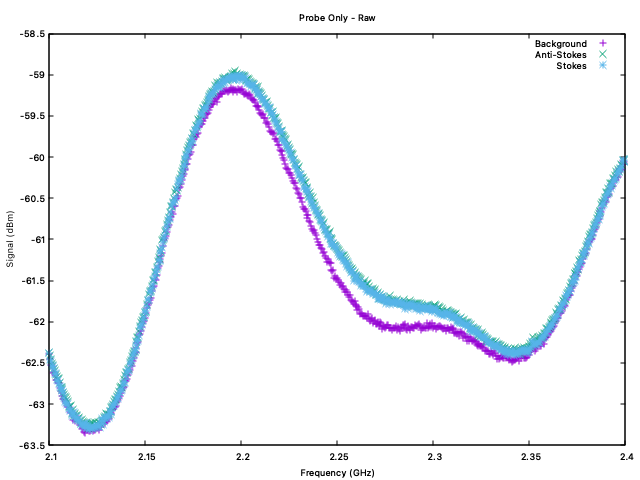 Probe Only - Raw
Background
Anti-Stokes
Stokes
Signal (dBm)
-58.5
-59
-59.5
-60
-60.5
-61
-61.5
-62
-62.5
-63
-63.5
2.1 2.15 2.2 2.25 2.3 2.35 2.4
Frequency (GHz)